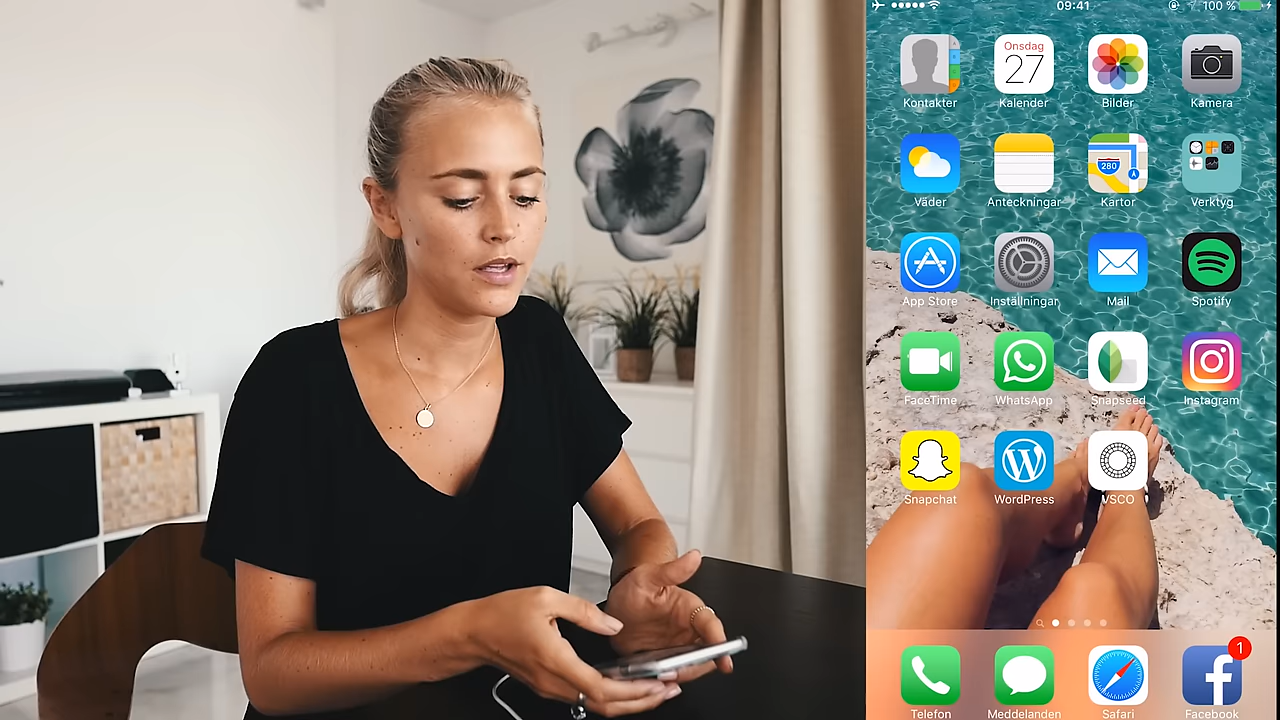 09:41 100 %
Onsdag
27
Kontakter Kalender Bilder Kamera
280
Väder Anteckningar Kartor Verktyg
App Store Inställningar Mail Spotify
FaceTime WhatsApp Snapseed Instagram
Snapchat WordPress VSCO
1
Telefon Meddelanden Safari Facebook